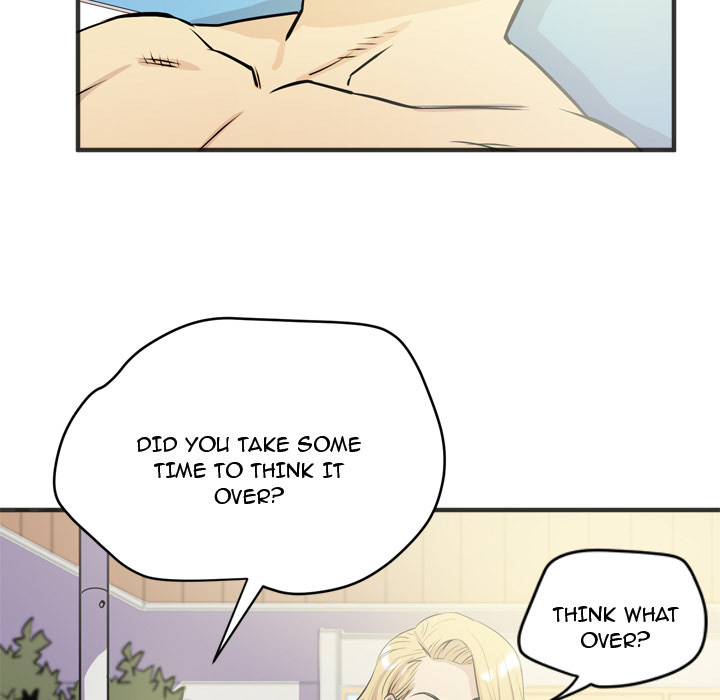 DID YOU TAKE SOME
TIME TO THINK IT
OVER?
THINK WHAT
OVER?